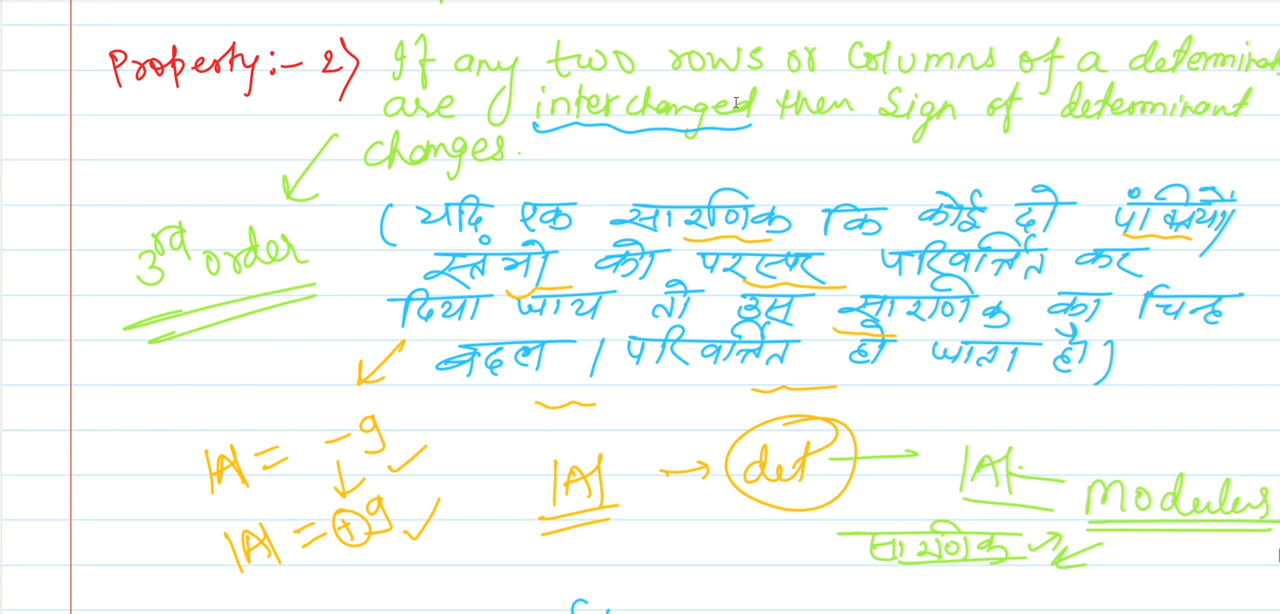 Property:- 2) If any two rows or columns of a determinant
are interchanged then sign of determinant
changes.
3rd order
( यदि एक सारणिक कि कोई दो पंक्तियों/
स्तंभो को परस्पर परिवर्तित कर
दिया जाय तो उस सारणिक का चिन्ह
बदल / परिवर्तित हो जाता है।)
|A| = -9
|A| = +9
|A| → det → |A|
Modulus
सारणिक